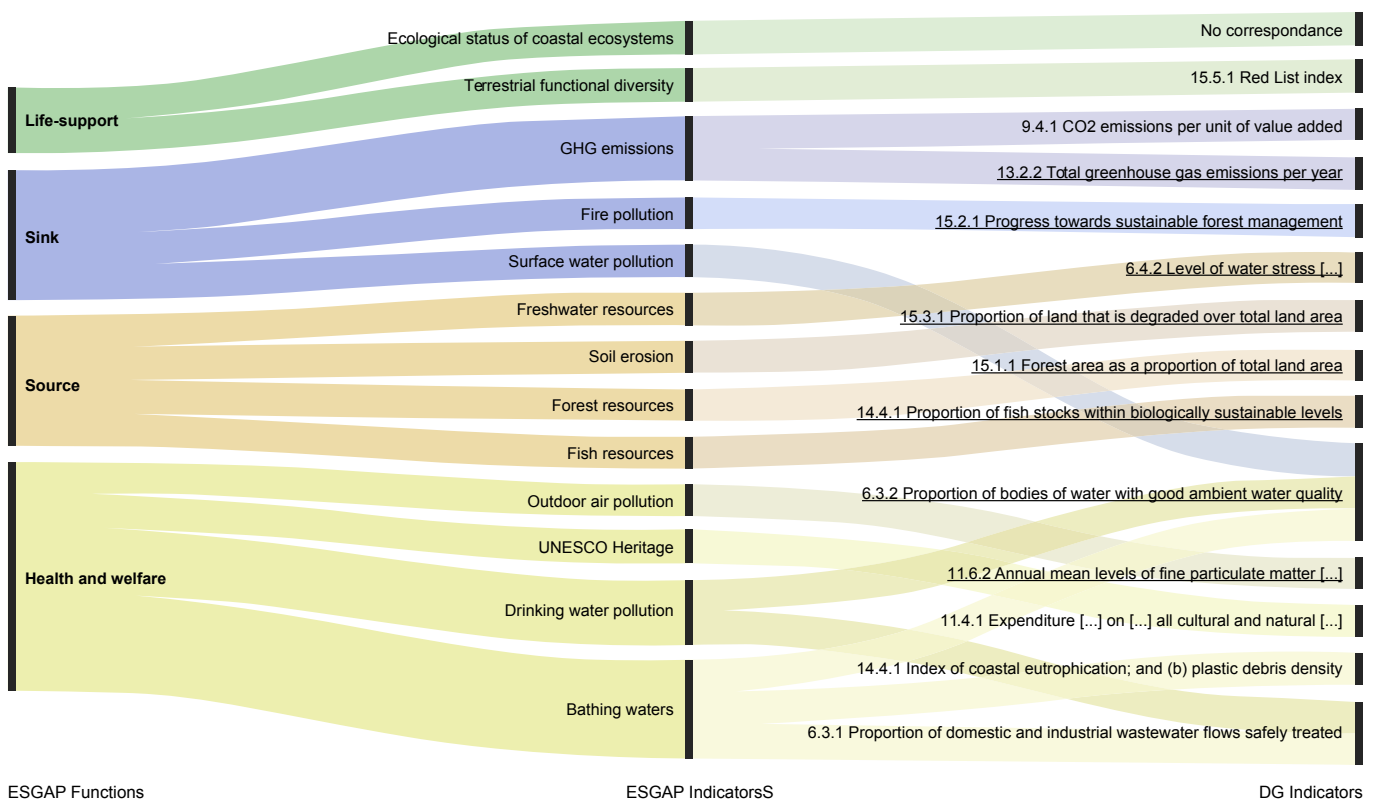 Life-support
Sink
Source
Health and welfare
Ecological status of coastal ecosystems
Terrestrial functional diversity
GHG emissions
Fire pollution
Surface water pollution
Freshwater resources
Soil erosion
Forest resources
Fish resources
Outdoor air pollution
UNESCO Heritage
Drinking water pollution
Bathing waters
No correspondance
15.5.1 Red List index
9.4.1 CO2 emissions per unit of value added
13.2.2 Total greenhouse gas emissions per year
15.2.1 Progress towards sustainable forest management
6.4.2 Level of water stress [...]
15.3.1 Proportion of land that is degraded over total land area
15.1.1 Forest area as a proportion of total land area
14.4.1 Proportion of fish stocks within biologically sustainable levels
6.3.2 Proportion of bodies of water with good ambient water quality
11.6.2 Annual mean levels of fine particulate matter [...]
11.4.1 Expenditure [...] on [...] all cultural and natural [...]
14.4.1 Index of coastal eutrophication; and (b) plastic debris density
6.3.1 Proportion of domestic and industrial wastewater flows safely treated
ESGAP Functions
ESGAP IndicatorsS
DG Indicators